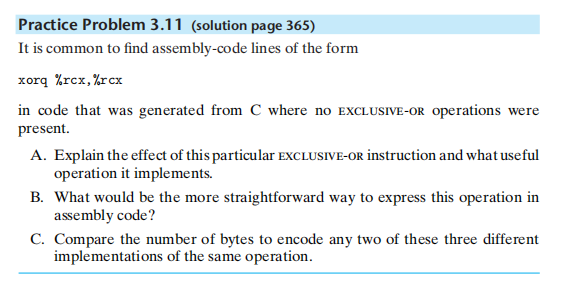 Practice Problem 3.11 (solution page 365)
It is common to find assembly-code lines of the form
xorq %rcx,%rcx
in code that was generated from C where no EXCLUSIVE-OR operations were
present.
A. Explain the effect of this particular EXCLUSIVE-OR instruction and what useful
operation it implements.
B. What would be the more straightforward way to express this operation in
assembly code?
C. Compare the number of bytes to encode any two of these three different
implementations of the same operation.